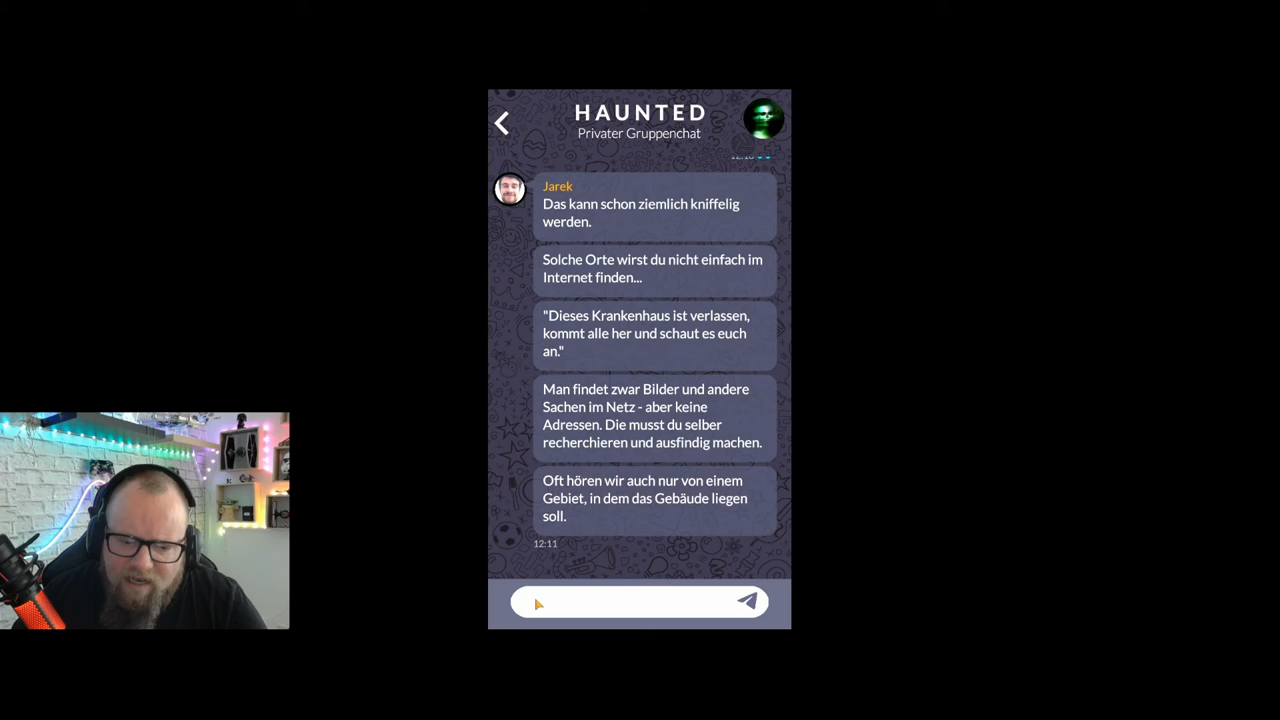 HAUNTED
Privater Gruppenchat
Jarek
Das kann schon ziemlich kniffelig
werden.
Solche Orte wirst du nicht einfach im
Internet finden...
"Dieses Krankenhaus ist verlassen,
kommt alle her und schaut es euch
an."
Man findet zwar Bilder und andere
Sachen im Netz - aber keine
Adressen. Die musst du selber
recherchieren und ausfindig machen.
Oft hören wir auch nur von einem
Gebiet, in dem das Gebäude liegen
soll.
12:11